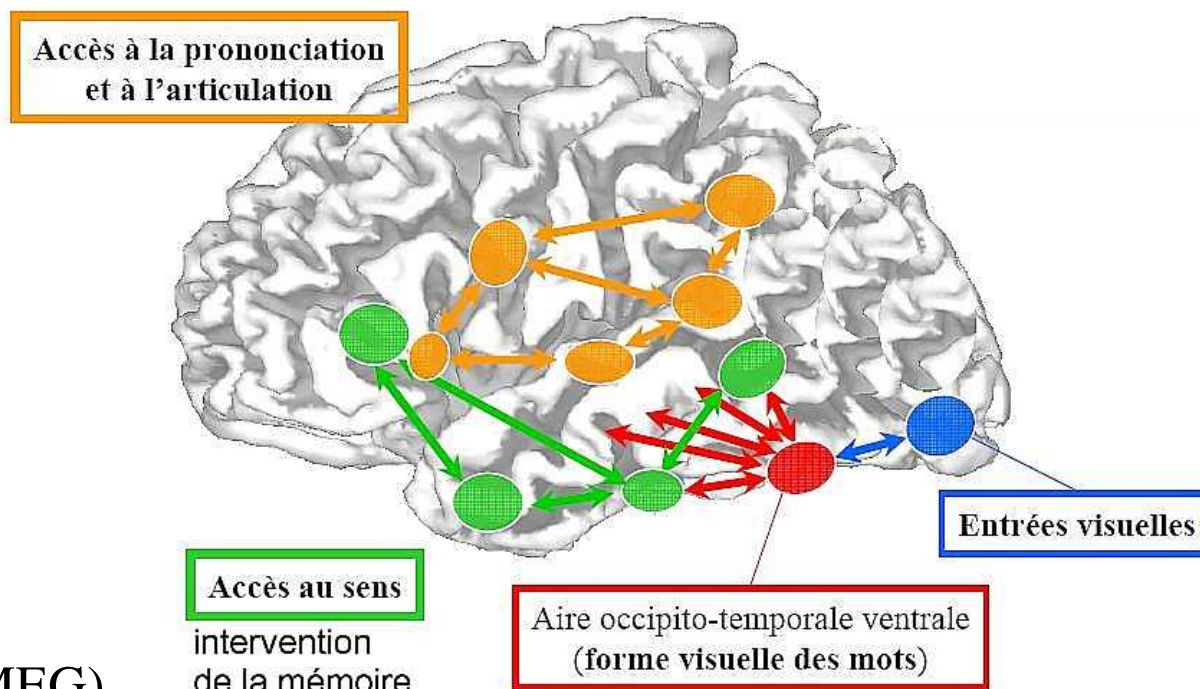 Accès à la prononciation
et à l'articulation
Entrées visuelles
Accès au sens
intervention
de la mémoire
Aire occipito-temporale ventrale
(forme visuelle des mots)
MEG)